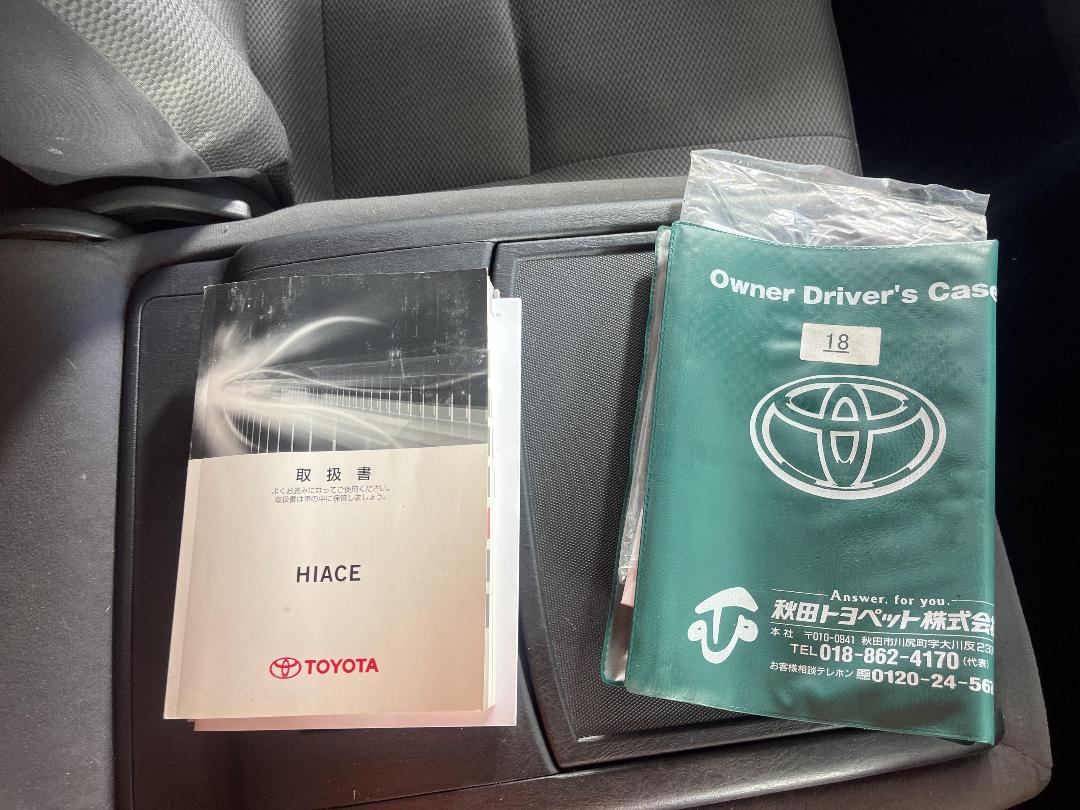 取扱書
よくお読みになってご使用ください。
取扱書は車の中に保管しましょう。
HIACE
TOYOTA
Owner Driver's Case
18
Answer, for you.
秋田トヨペット株式会
本社 〒010-0941 秋田市川尻町字大川反23
TEL 018-862-4170 (代表)
お客様相談テレホン 0120-24-56